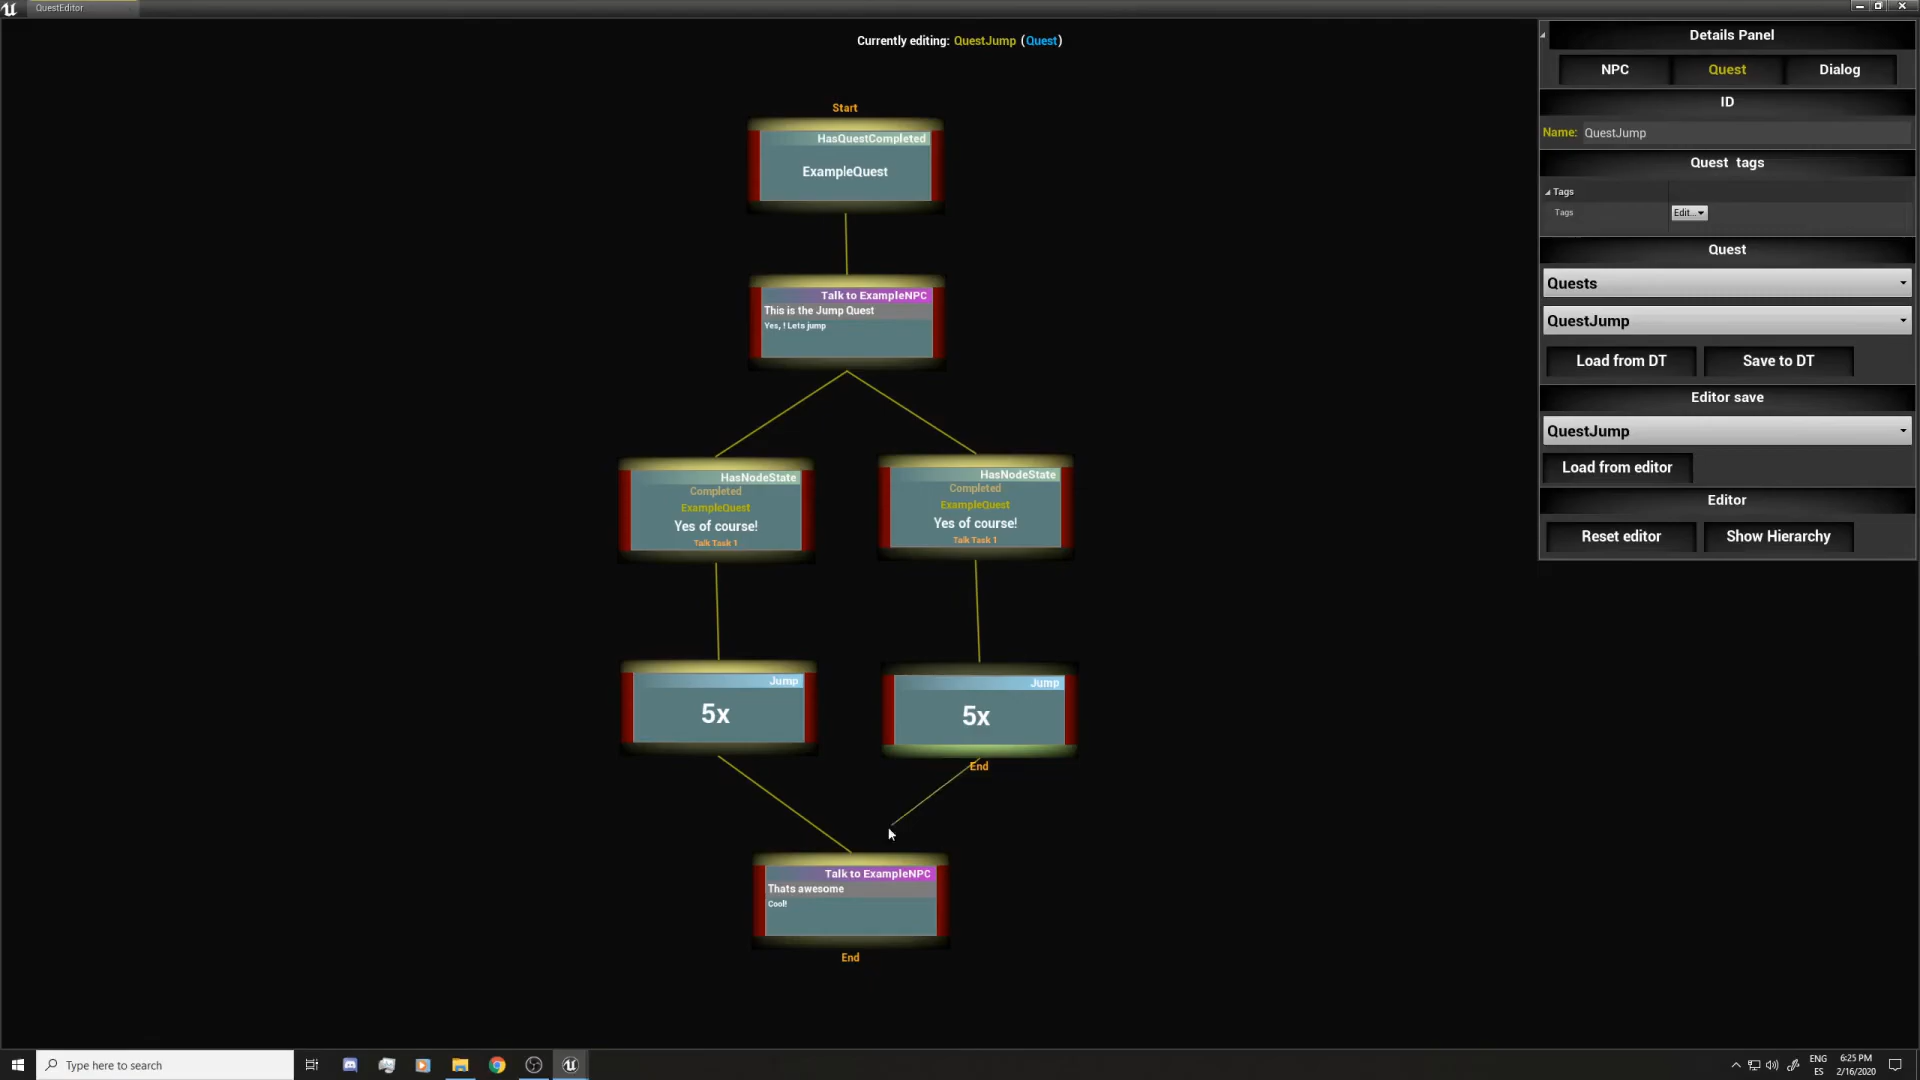 QuestEditor
Currently editing: QuestJump (Quest)
Start
HasQuestCompleted
ExampleQuest
Talk to ExampleNPC
This is the Jump Quest
Yes, ! Lets jump
HasNodeState
Completed
ExampleQuest
Yes of course!
Talk Task 1
HasNodeState
Completed
ExampleQuest
Yes of course!
Talk Task 1
Jump
5x
Jump
5x
End
Talk to ExampleNPC
Thats awesome
Cool!
End
Details Panel
NPC Quest Dialog
ID
Name: QuestJump
Quest tags
Tags
Tags Edit...
Quest
Quests
QuestJump
Load from DT Save to DT
Editor save
QuestJump
Load from editor
Editor
Reset editor Show Hierarchy
Type here to search
ENG
ES
6:25 PM
2/16/2020